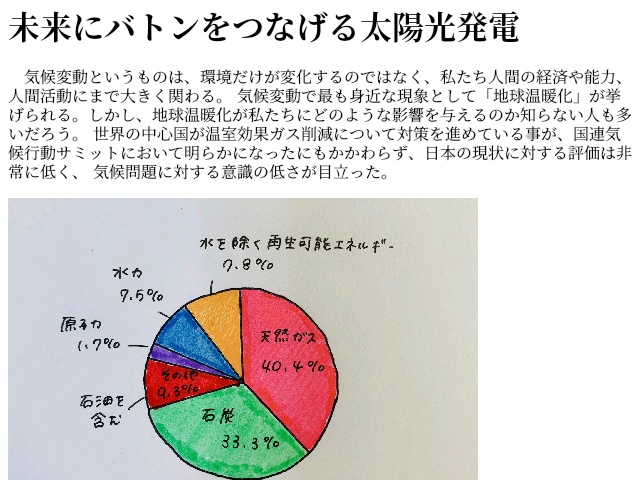 未来にバトンをつなげる太陽光発電
気候変動というものは、環境だけが変化するのではなく、私たち人間の経済や能力、
人間活動にまで大きく関わる。 気候変動で最も身近な現象として「地球温暖化」が挙
げられる。しかし、地球温暖化が私たちにどのような影響を与えるのか知らない人も多
いだろう。 世界の中心国が温室効果ガス削減について対策を進めている事が、国連気
候行動サミットにおいて明らかになったにもかかわらず、日本の現状に対する評価は非
常に低く、 気候問題に対する意識の低さが目立った。
水を除く再生可能エネルギー
7.8%
水力
7.5%
原子力
1.7%
天然ガス
40.4%
その他
9.3%
石油を
含む
石炭
33.3%